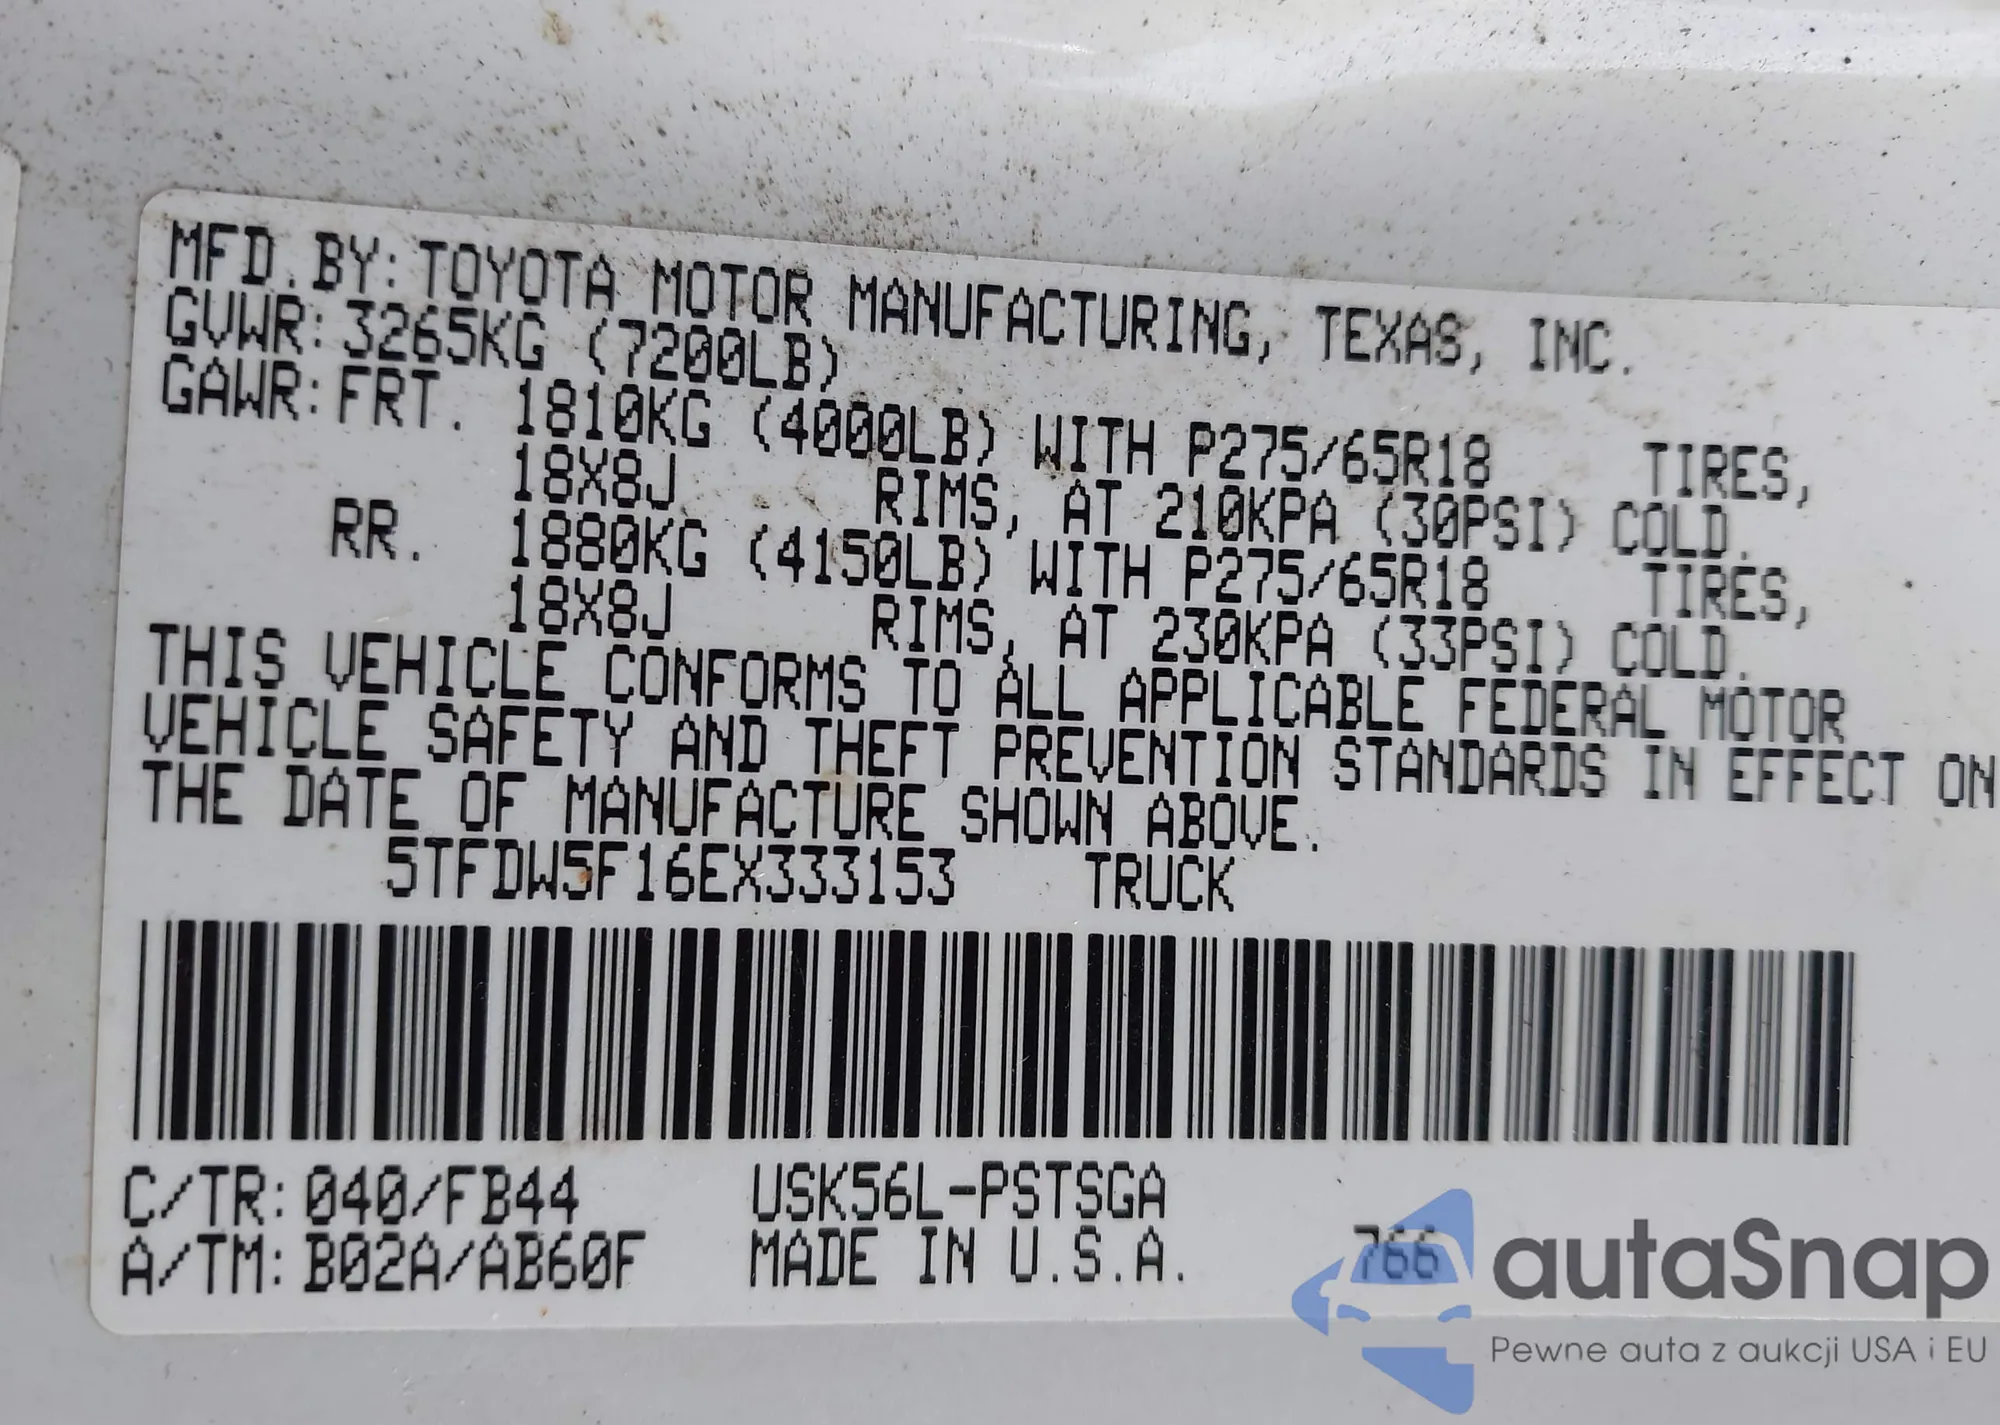 MFD.BY:TOYOTA MOTOR MANUFACTURING, TEXAS, INC.
GVWR:3265KG (7200LB)
GAWR:FRT. 1810KG (4000LB) WITH P275/65R18 TIRES,
18X8J RIMS, AT 210KPA (30PSI) COLD.
RR. 1880KG (4150LB) WITH P275/65R18 TIRES,
18X8J RIMS, AT 230KPA (33PSI) COLD.
THIS VEHICLE CONFORMS TO ALL APPLICABLE FEDERAL MOTOR
VEHICLE SAFETY AND THEFT PREVENTION STANDARDS IN EFFECT ON
THE DATE OF MANUFACTURE SHOWN ABOVE.
5TFDW5F16EX333153 TRUCK
C/TR:040/FB44 USK56L-PSTSGA
A/TM:B02A/AB60F MADE IN U.S.A. 766
autaSnap
Pewne auta z aukcji USA i EU